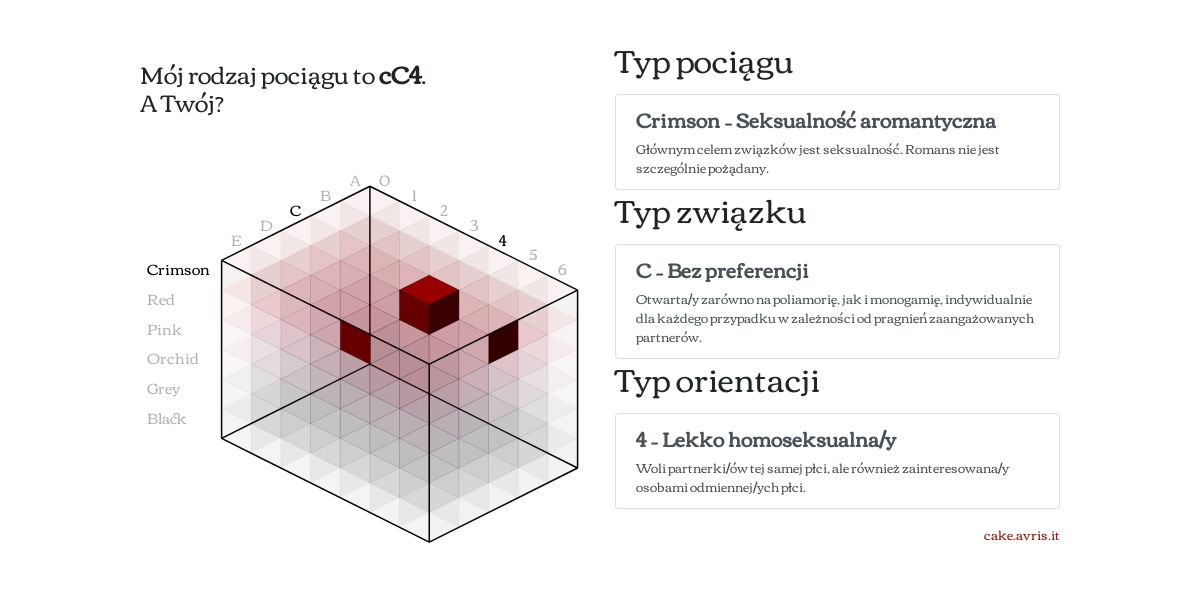 Mój rodzaj pociągu to cC4.
A Twój?
A O
B 1
C 2
D 3
E 4
5
6
Crimson
Red
Pink
Orchid
Grey
Black
Typ pociągu
Crimson – Seksualność aromantyczna
Głównym celem związków jest seksualność. Romans nie jest
szczególnie pożądany.
Typ związku
C – Bez preferencji
Otwarta/y zarówno na poliamorię, jak i monogamię, indywidualnie
dla każdego przypadku w zależności od pragnień zaangażowanych
partnerów.
Typ orientacji
4 – Lekko homoseksualna/y
Woli partnerki/ów tej samej płci, ale również zainteresowana/y
osobami odmiennej/ych płci.
cake.avris.it